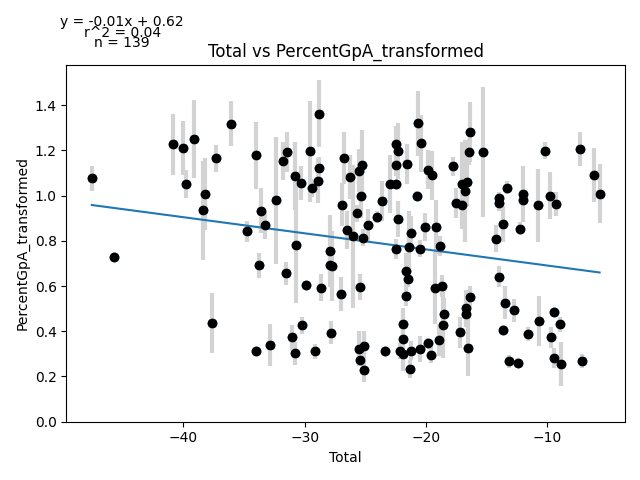 y = -0.01x + 0.62
r^2 = 0.04
n = 139
Total vs PercentGpA_transformed
PercentGpA_transformed
1.4
1.2
1.0
0.8
0.6
0.4
0.2
0.0
−40
−30
−20
−10
Total